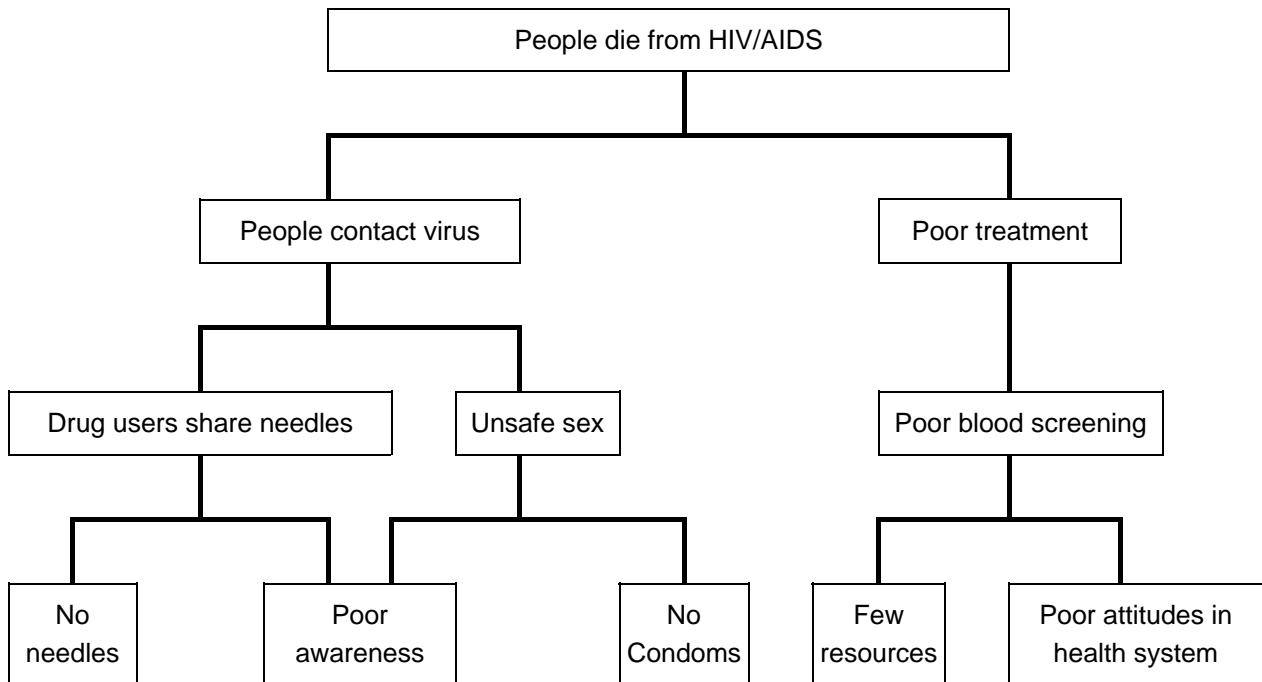 People die from HIV/AIDS
People contact virus
Poor treatment
Drug users share needles
Unsafe sex
Poor blood screening
No
needles
Poor
awareness
No
Condoms
Few
resources
Poor attitudes in
health system